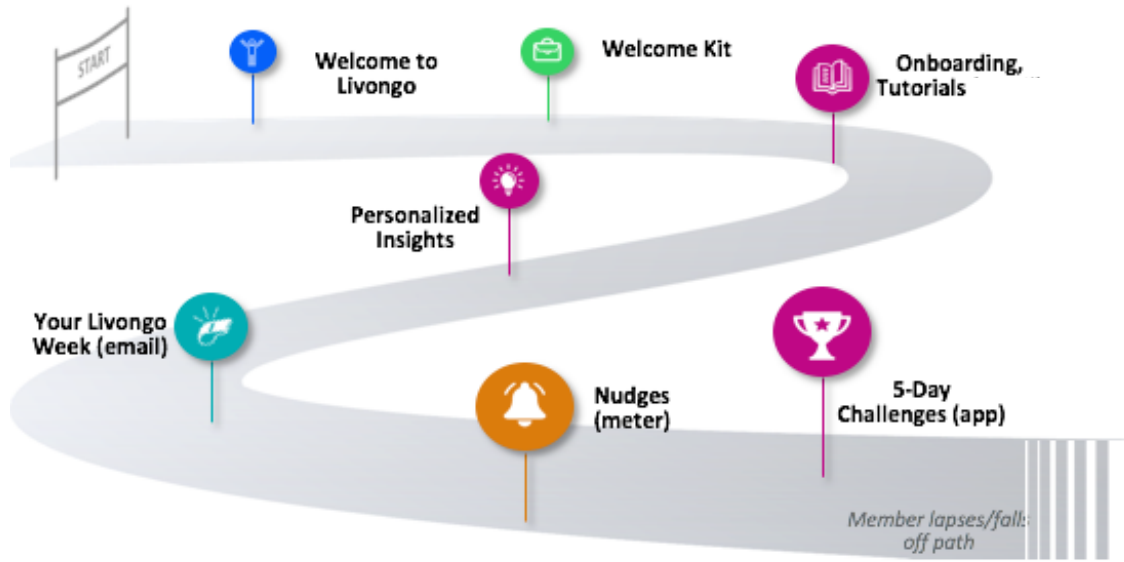 START
Welcome to
Livongo
Welcome Kit
Onboarding,
Tutorials
Personalized
Insights
Your Livongo
Week (email)
Nudges
(meter)
5-Day
Challenges (app)
Member lapses/falls
off path